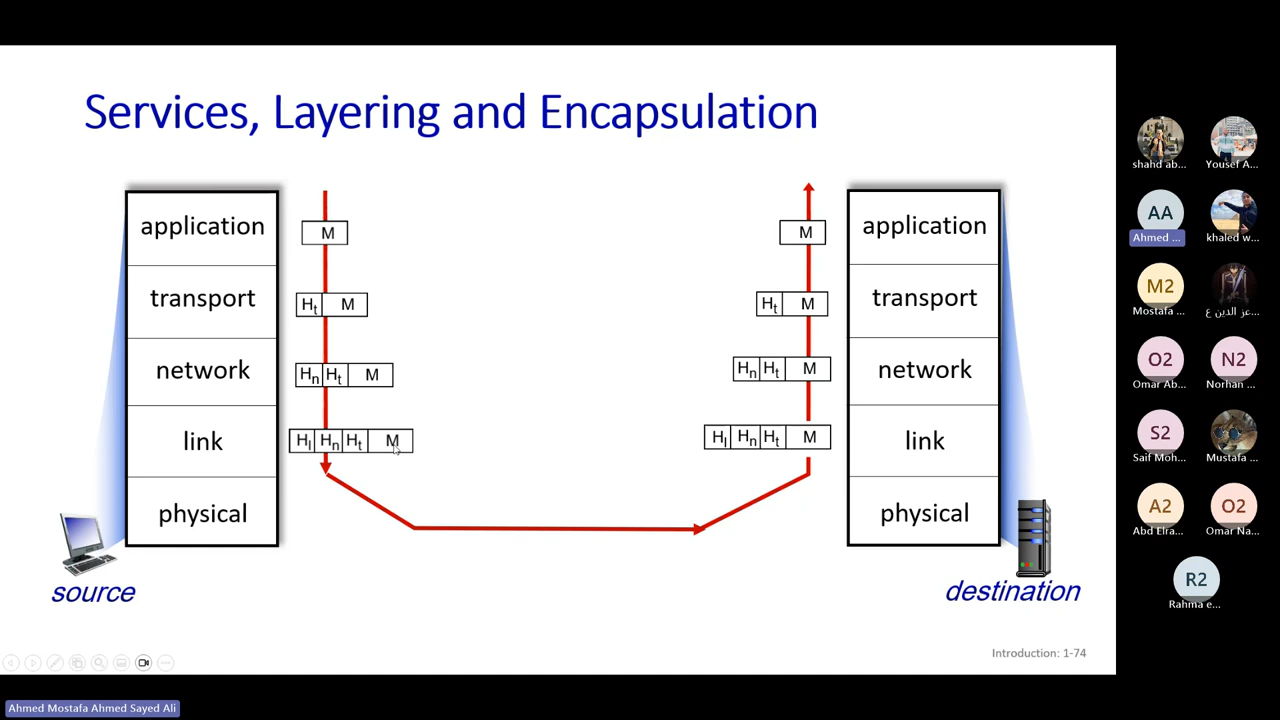 Services, Layering and Encapsulation
application
transport
network
link
physical
source
M
Ht M
Hn Ht M
Hl Hn Ht M
M
Ht M
Hn Ht M
Hl Hn Ht M
application
transport
network
link
physical
destination
Introduction: 1-74
shahd ab...
Yousef A...
AA
Ahmed ...
khaled w...
M2
Mostafa ...
عز الدين ع...
O2
Omar Ab...
N2
Norhan ...
S2
Saif Moh...
Mustafa ...
A2
Abd Elra...
O2
Omar Na...
R2
Rahma e...
Ahmed Mostafa Ahmed Sayed Ali